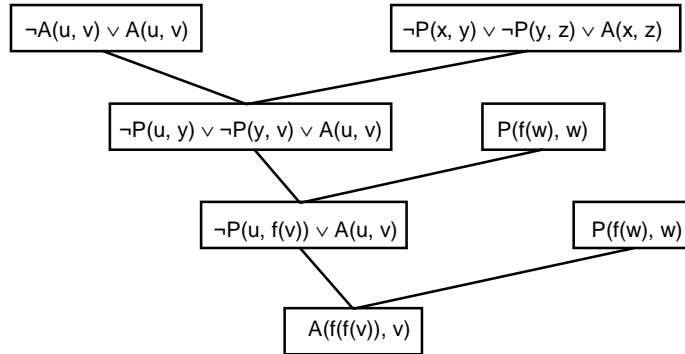 ¬A(u, v) ∨ A(u, v)
¬P(x, y) ∨ ¬P(y, z) ∨ A(x, z)
¬P(u, y) ∨ ¬P(y, v) ∨ A(u, v)
P(f(w), w)
¬P(u, f(v)) ∨ A(u, v)
P(f(w), w)
A(f(f(v)), v)